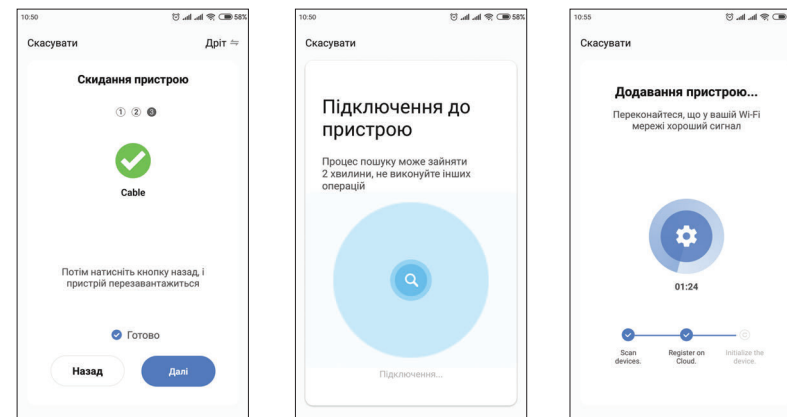 10:50
58%
Скасувати
Дріт
Скидання пристрою
1 2 3
Cable
Потім натисніть кнопку назад, і
пристрій перезавантажиться
Готово
Назад
Далі
10:50
58%
Скасувати
Підключення до
пристрою
Процес пошуку може зайняти
2 хвилини, не виконуйте інших
операцій
Підключення...
10:55
Скасувати
Додавання пристрою...
Переконайтеся, що у вашій Wi-Fi
мережі хороший сигнал
01:24
Scan
devices.
Register on
Cloud.
Initialize the
device.